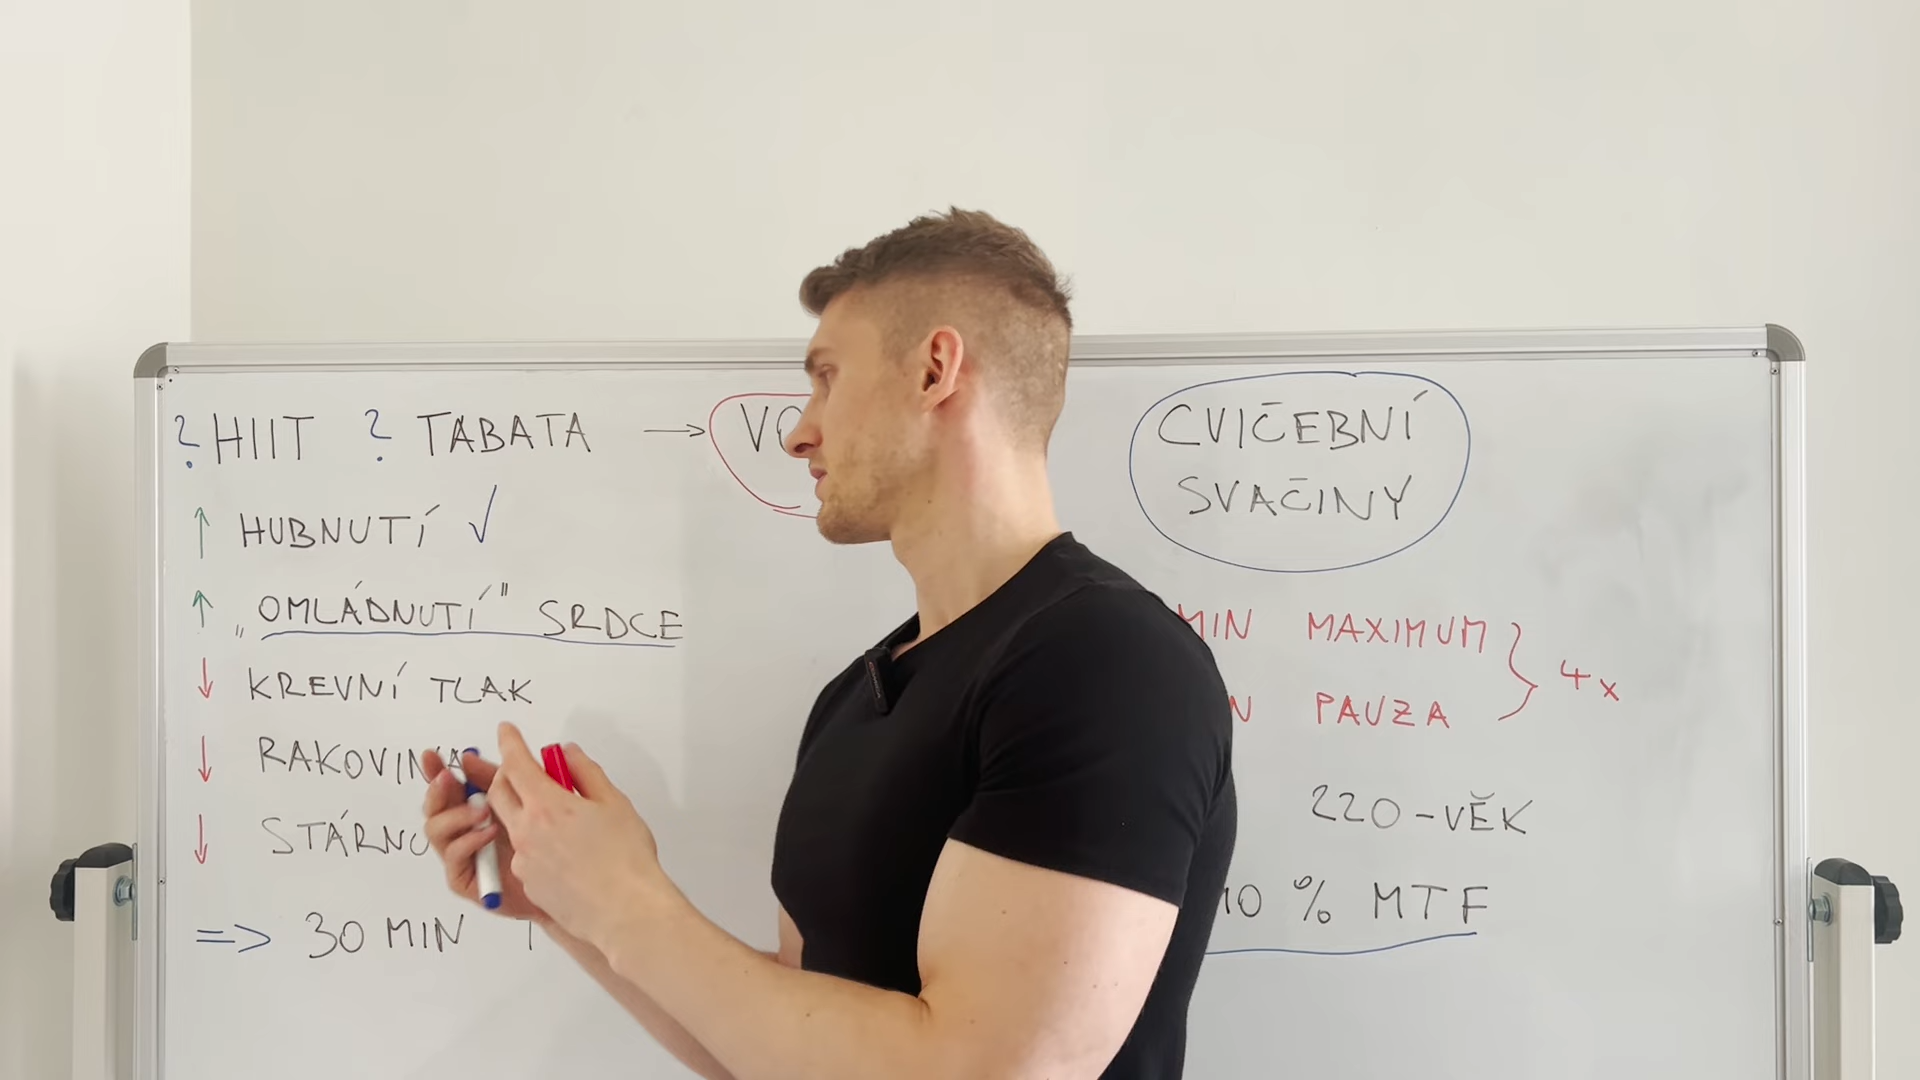 ? HIIT ? TABATA →
↑ HUBNUTÍ √
↑ „OMLÁDNUTÍ" SRDCE
↓ KREVNÍ TLAK
↓ RAKOVINA
↓
=> 30 MIN
CVIČEBNÍ
SVAČINY
MIN MAXIMUM
PAUZA
4x
220-VĚK
% MTF